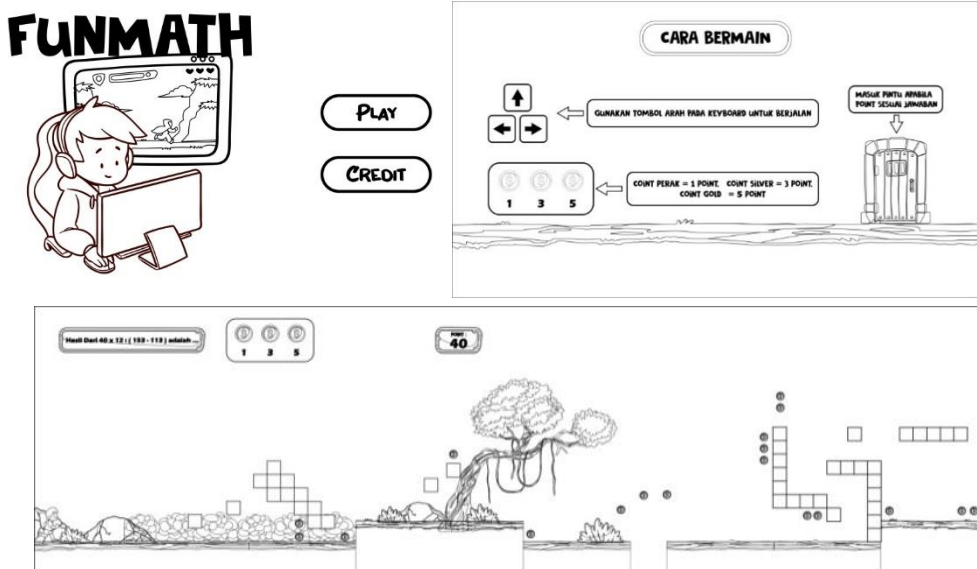 FUNMATH
PLAY
CREDIT
CARA BERMAIN
GUNAKAN TOMBOL ARAH PADA KEYBOARD UNTUK BERJALAN
MASUK PINTU APABILA
POINT SESUAI JAWABAN
1 3 5
COINT PERAK = 1 POINT, COINT SILVER = 3 POINT,
COINT GOLD = 5 POINT
Hasil Dari 40 x 12 : ( 153 - 113 ) adalah ...
1 3 5
POINT :
40